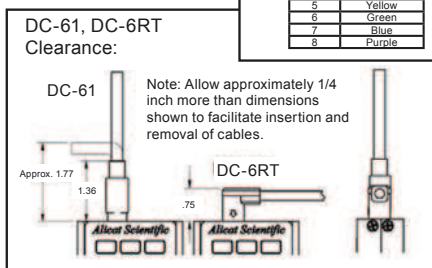 5 Yellow
6 Green
7 Blue
8 Purple
DC-61, DC-6RT
Clearance:
DC-61
Note: Allow approximately 1/4
inch more than dimensions
shown to facilitate insertion and
removal of cables.
DC-6RT
Approx. 1.77
1.36
.75
Alicat Scientific
Alicat Scientific